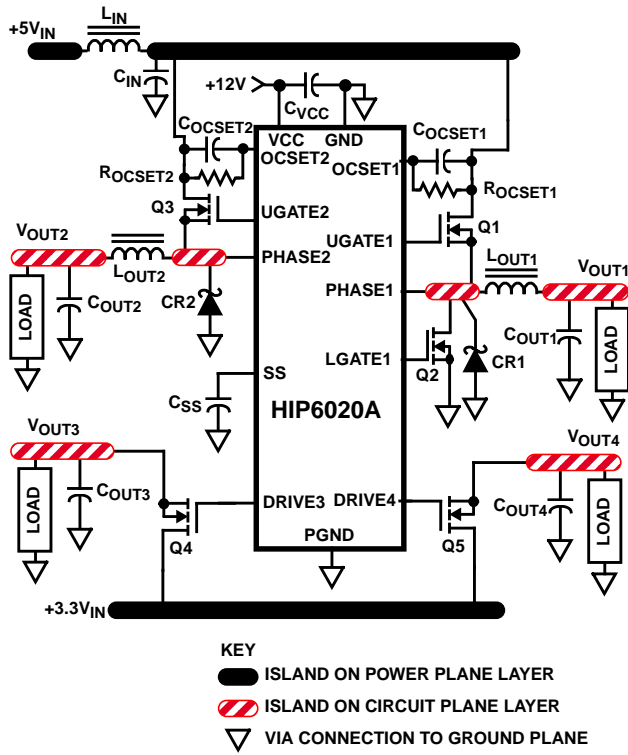 +5VIN
LIN
CIN
+12V
CVCC
VCC
GND
COCSET2
OCSET2
ROCSET2
COCSET1
OCSET1
ROCSET1
Q3
UGATE2
UGATE1
Q1
VOUT2
LOUT2
PHASE2
PHASE1
LOUT1
VOUT1
LOAD
COUT2
CR2
LGATE1
Q2
CR1
COUT1
LOAD
SS
CSS
HIP6020A
VOUT3
LOAD
COUT3
Q4
DRIVE3
DRIVE4
Q5
VOUT4
COUT4
LOAD
PGND
+3.3VIN
KEY
ISLAND ON POWER PLANE LAYER
ISLAND ON CIRCUIT PLANE LAYER
VIA CONNECTION TO GROUND PLANE